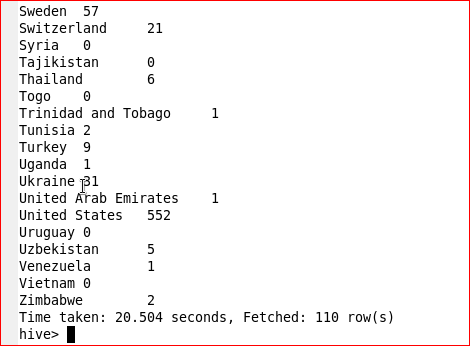 Sweden	57
Switzerland	21
Syria	0
Tajikistan	0
Thailand	6
Togo	0
Trinidad and Tobago	1
Tunisia	2
Turkey	9
Uganda	1
Ukraine	31
United Arab Emirates	1
United States	552
Uruguay	0
Uzbekistan	5
Venezuela	1
Vietnam	0
Zimbabwe	2
Time taken: 20.504 seconds, Fetched: 110 row(s)
hive>